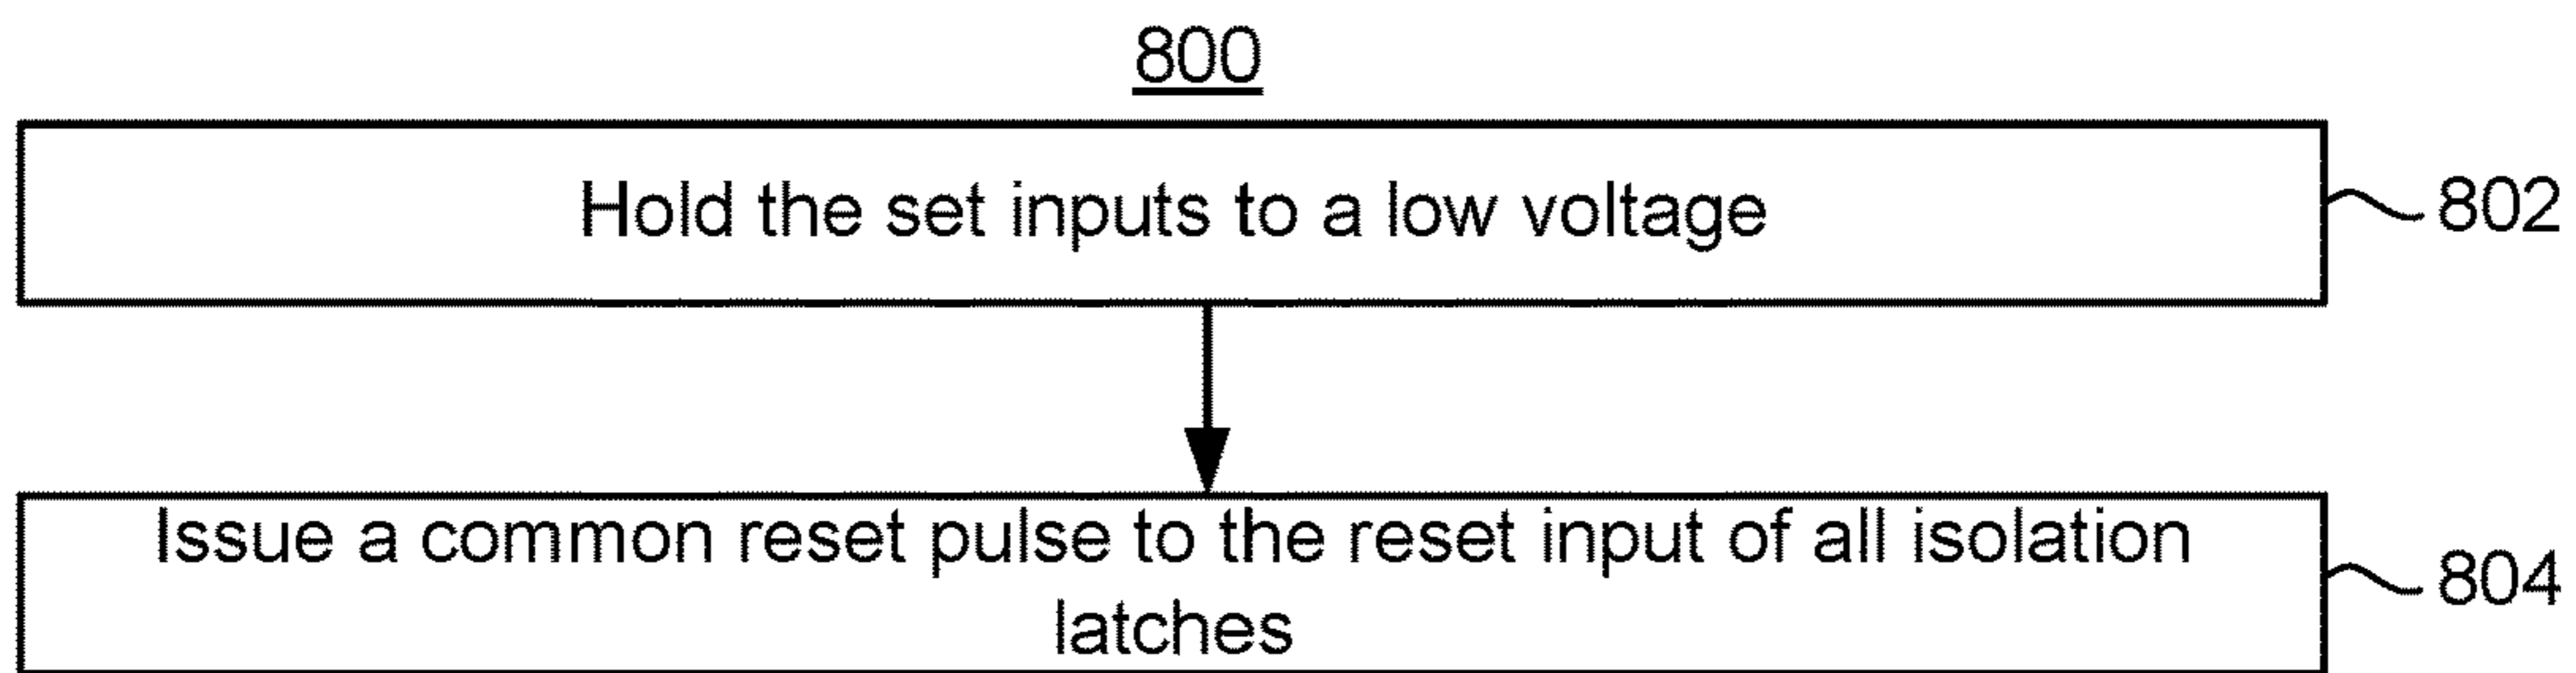 800
Hold the set inputs to a low voltage
802
Issue a common reset pulse to the reset input of all isolation
latches
804